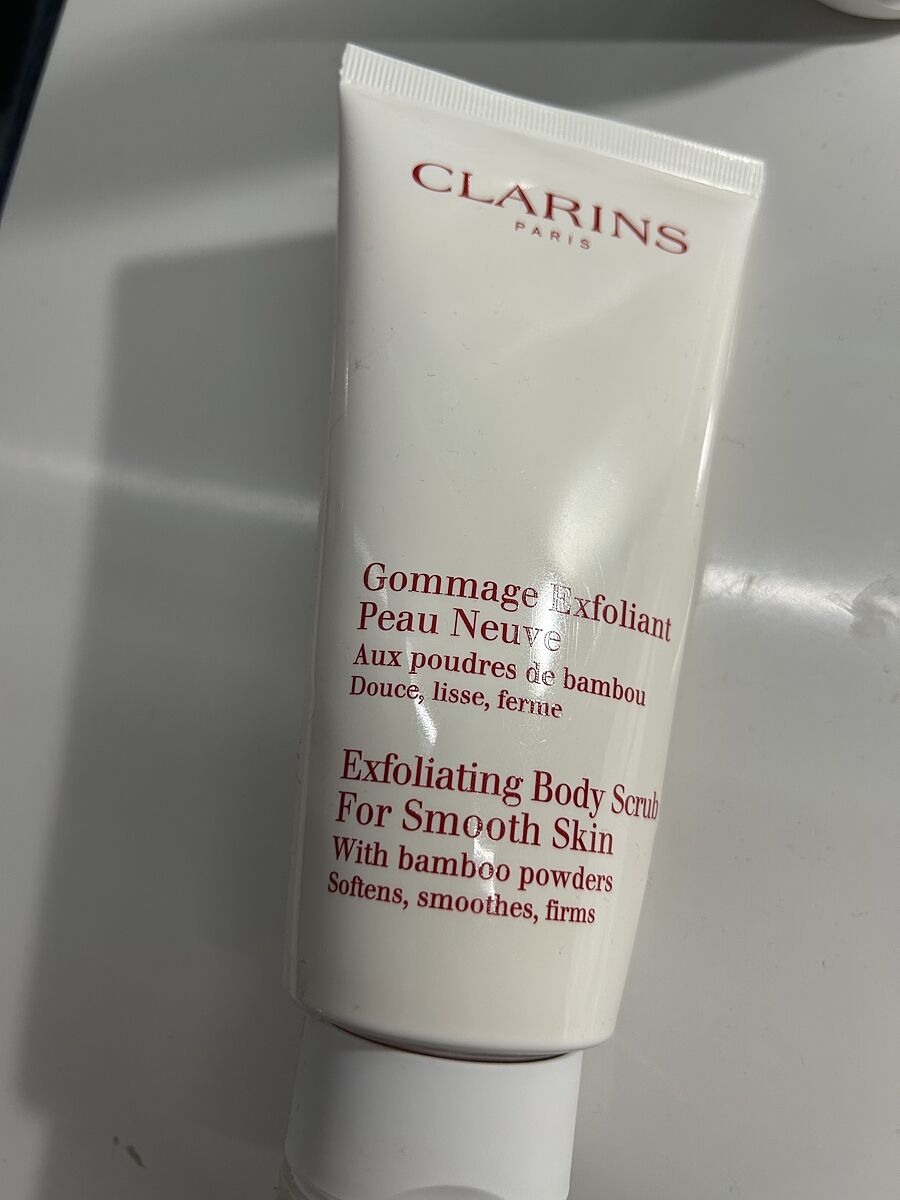 CLARINS
PARIS
Gommage Exfoliant
Peau Neuve
Aux poudres de bambou
Douce, lisse, ferme
Exfoliating Body Scrub
For Smooth Skin
With bamboo powders
Softens, smoothes, firms